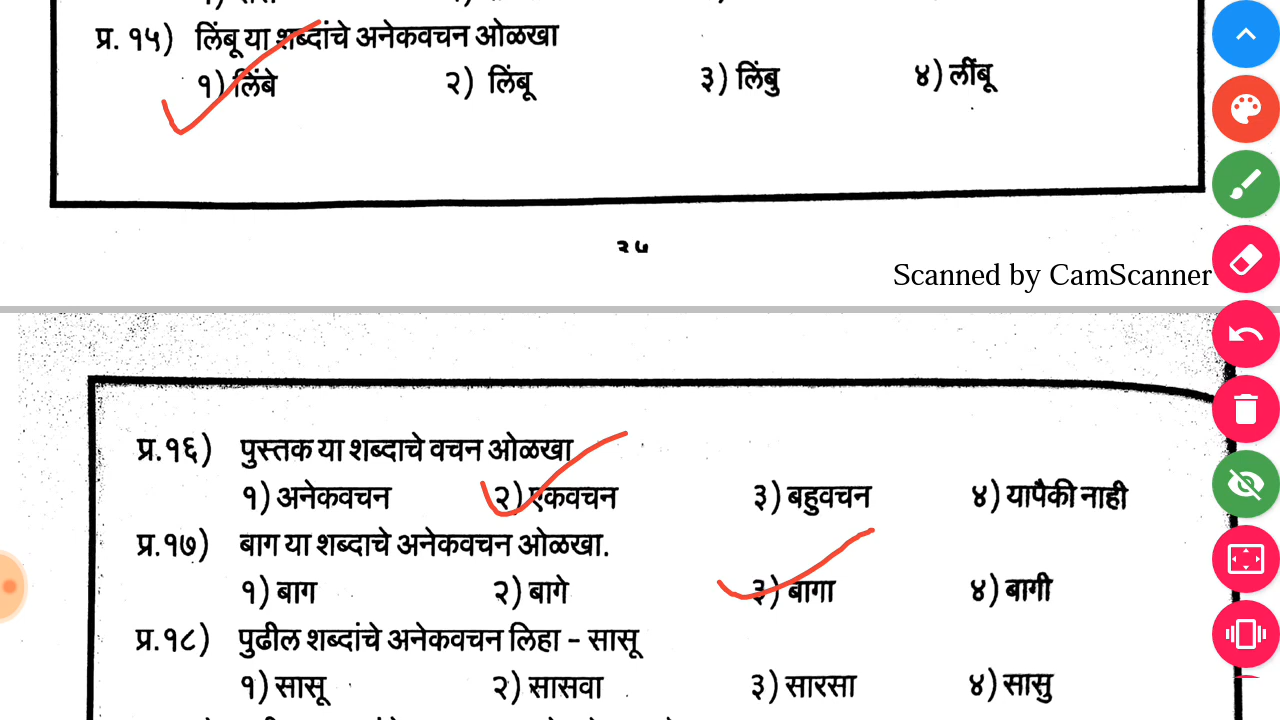 प्र. १५) लिंबू या शब्दांचे अनेकवचन ओळखा
१) लिंबे २) लिंबू ३) लिंबु ४) लींबू
Scanned by CamScanner
प्र.१६) पुस्तक या शब्दाचे वचन ओळखा
१) अनेकवचन २) एकवचन ३) बहुवचन ४) यापैकी नाही
प्र.१७) बाग या शब्दाचे अनेकवचन ओळखा.
१) बाग २) बागे ३) बागा ४) बागी
प्र.१८) पुढील शब्दांचे अनेकवचन लिहा - सासू
१) सासू २) सासवा ३) सारसा ४) सासु